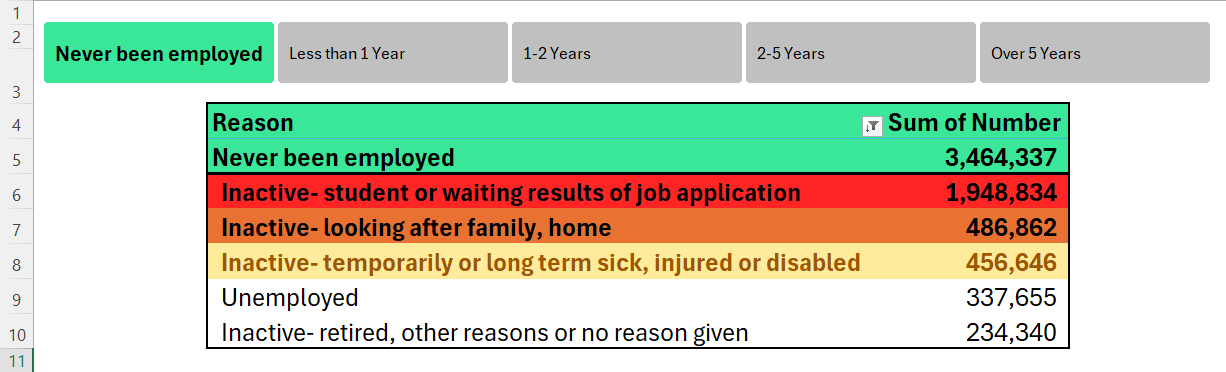 1
2
Never been employed Less than 1 Year 1-2 Years 2-5 Years Over 5 Years
3
4 Reason Sum of Number
5 Never been employed 3,464,337
6 Inactive- student or waiting results of job application 1,948,834
7 Inactive- looking after family, home 486,862
8 Inactive- temporarily or long term sick, injured or disabled 456,646
9 Unemployed 337,655
10 Inactive- retired, other reasons or no reason given 234,340
11